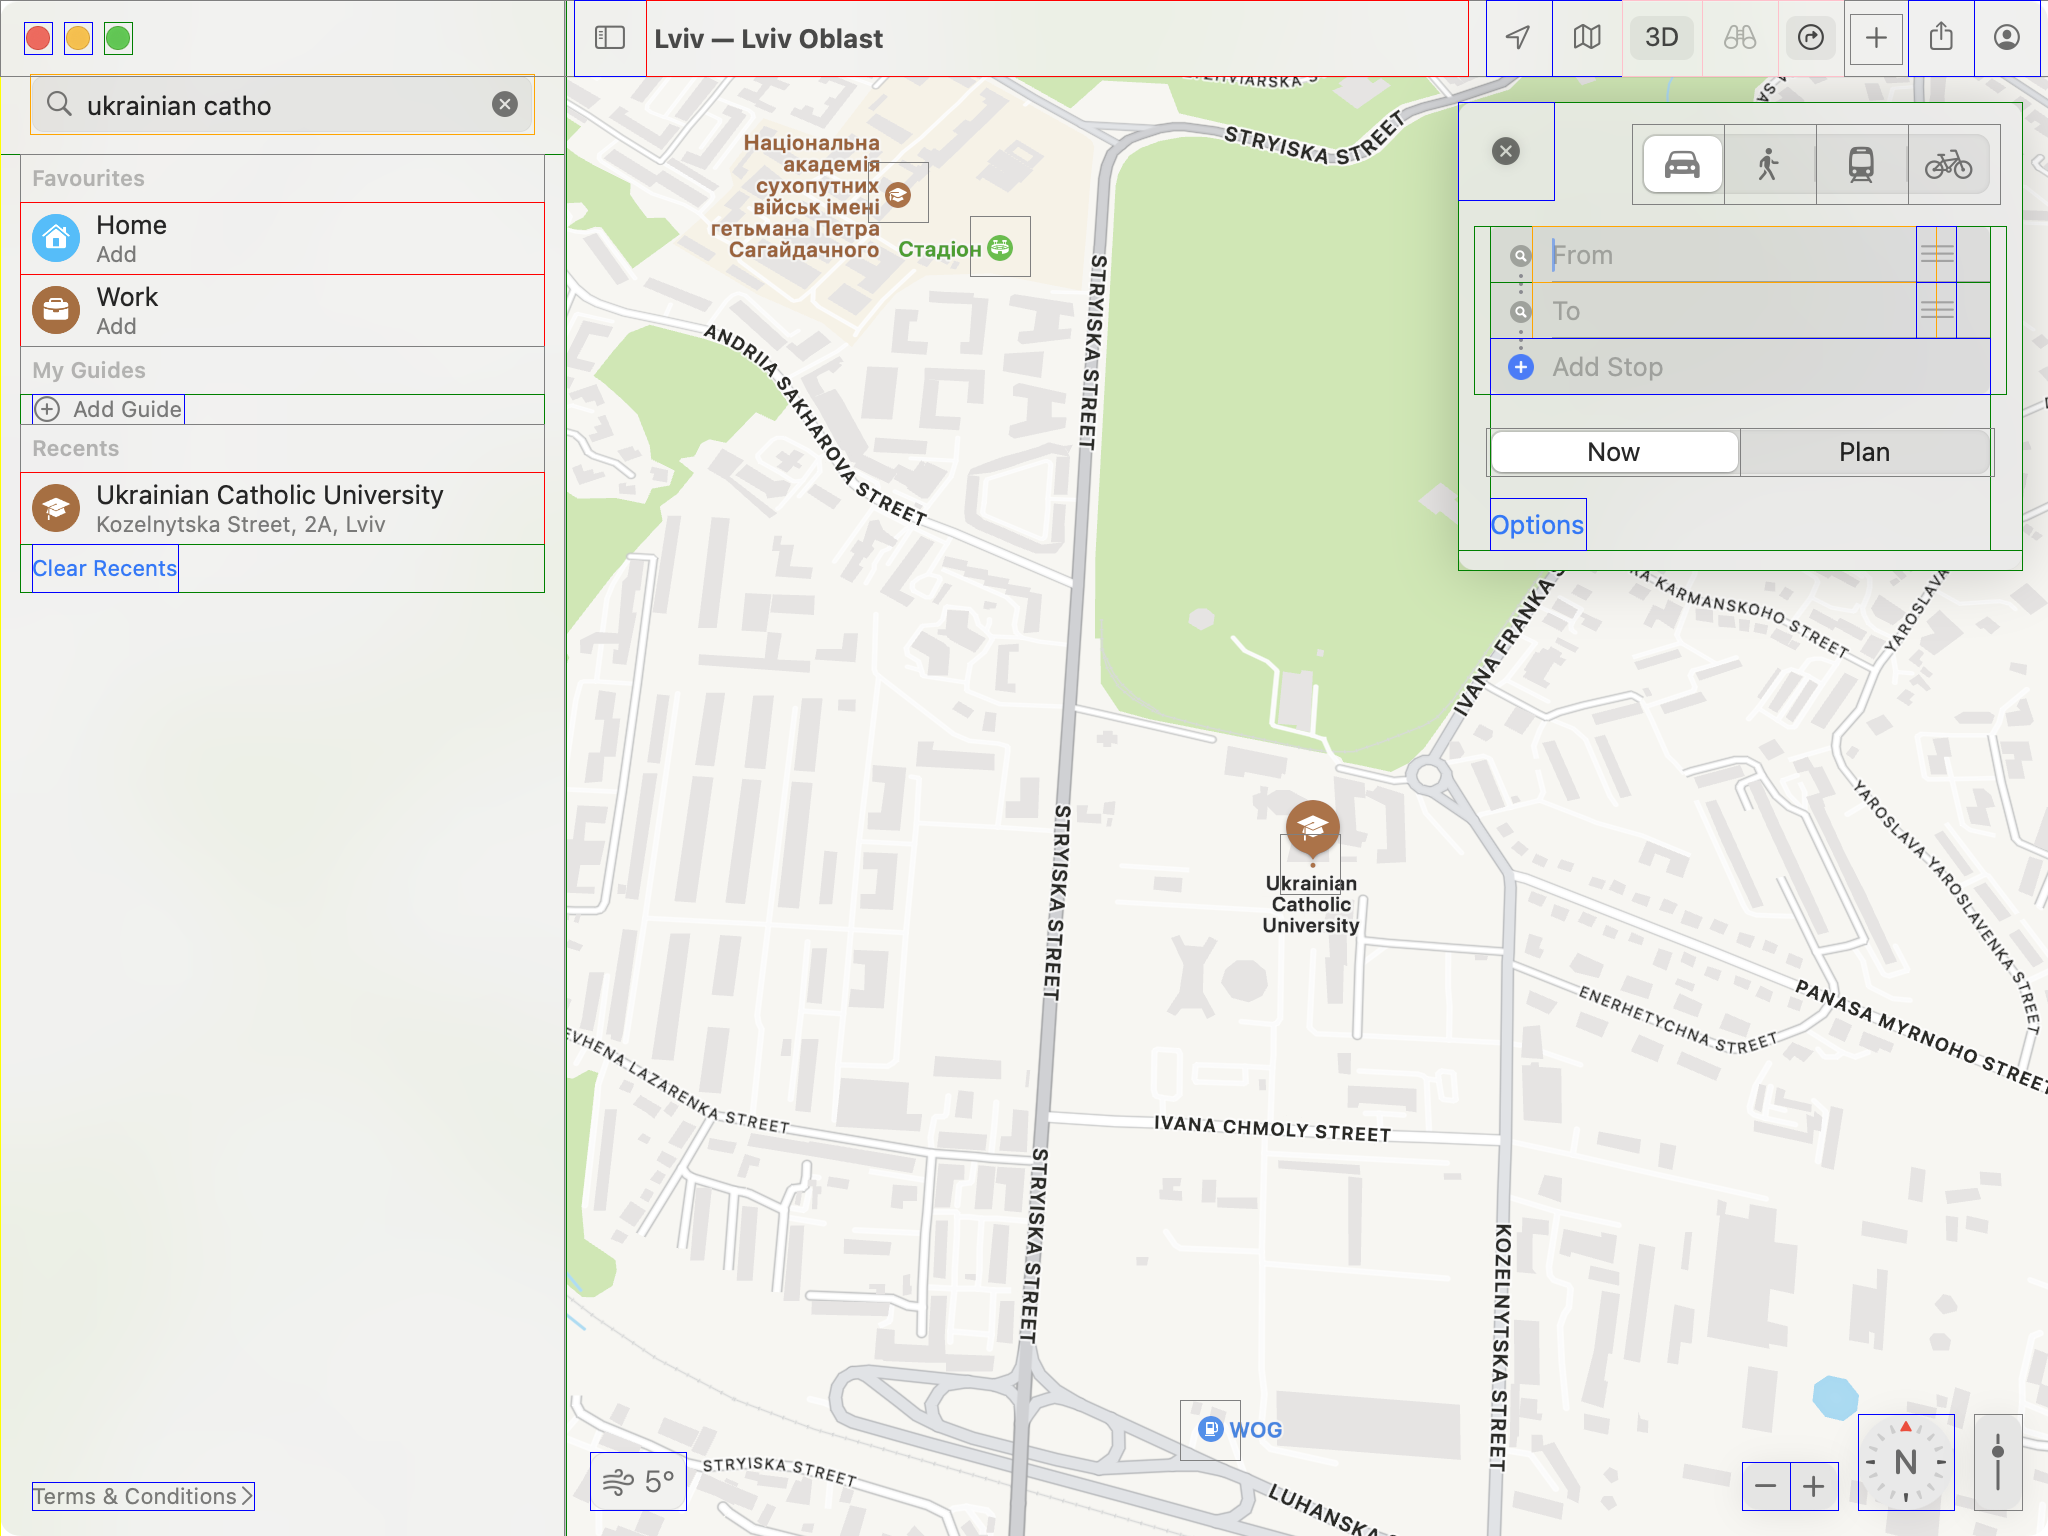 Lviv — Lviv Oblast
3D
ukrainian catho
Favourites
Home
Add
Work
Add
My Guides
Add Guide
Recents
Ukrainian Catholic University
Kozelnytska Street, 2A, Lviv
Clear Recents
Terms & Conditions
From
To
Add Stop
Now
Plan
Options
Національна
академія
сухопутних
військ імені
гетьмана Петра
Сагайдачного
Стадіон
STRYISKA STREET
STRYISKA STREET
ANDRIIA SAKHAROVA STREET
IVANA FRANKA
KARMANSKOHO STREET
YAROSLAVA
STRYISKA STREET
Ukrainian
Catholic
University
YAROSLAVA YAROSLAVENKA STREET
PANASA MYRNOHO STREET
ENERHETYCHNA STREET
EVHENA LAZARENKA STREET
IVANA CHMOLY STREET
STRYISKA STREET
KOZELNYTSKA STREET
WOG
STRYISKA STREET
LUHANSKA
5°
N